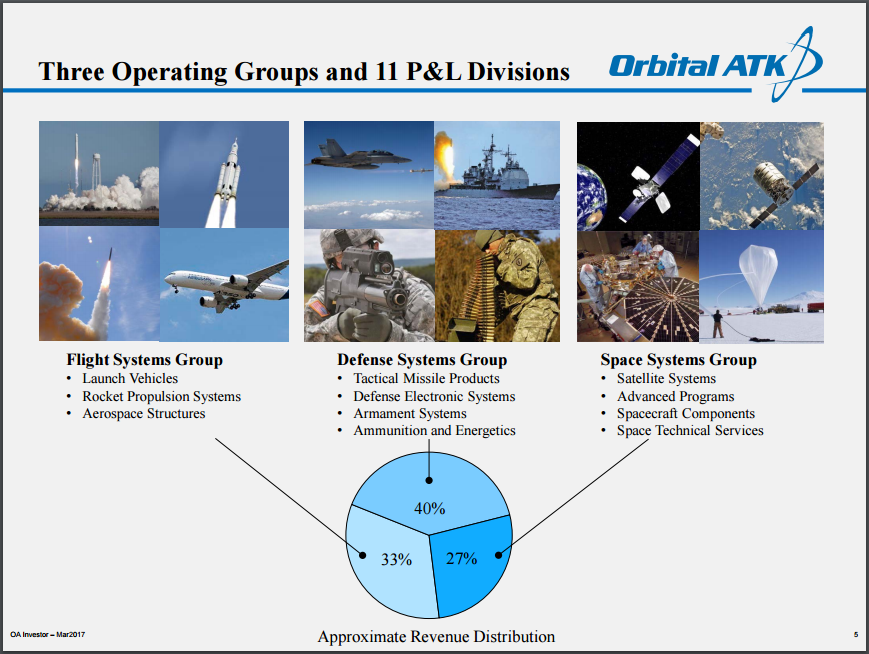 Three Operating Groups and 11 P&L Divisions
Orbital ATK
Flight Systems Group
• Launch Vehicles
• Rocket Propulsion Systems
• Aerospace Structures
Defense Systems Group
• Tactical Missile Products
• Defense Electronic Systems
• Armament Systems
• Ammunition and Energetics
Space Systems Group
• Satellite Systems
• Advanced Programs
• Spacecraft Components
• Space Technical Services
40%
33%
27%
Approximate Revenue Distribution
OA Investor – Mar2017
5